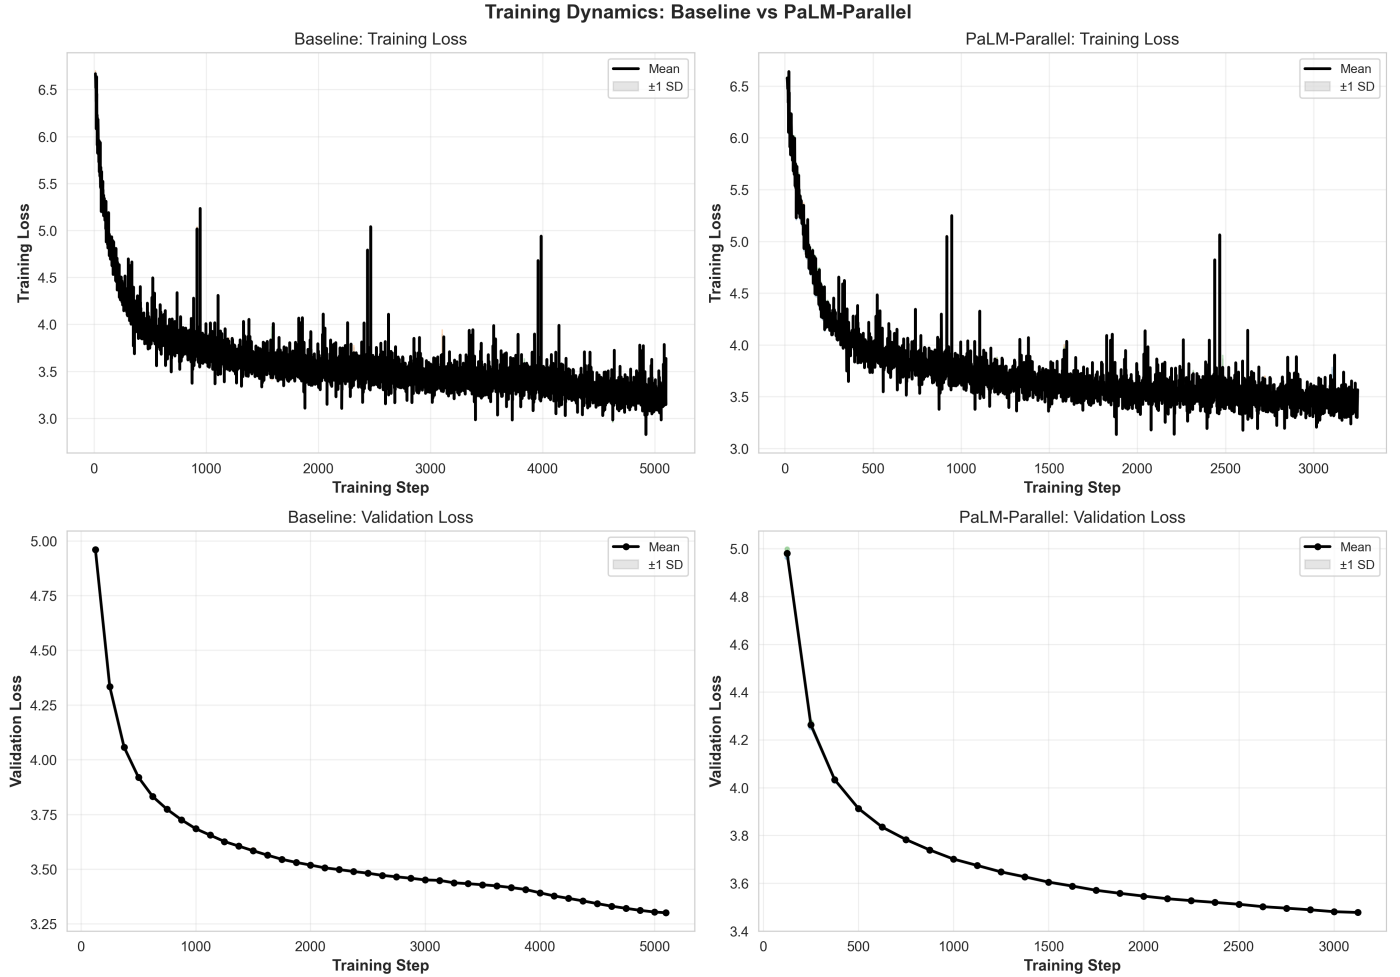 Training Dynamics: Baseline vs PaLM-Parallel
Baseline: Training Loss
Mean
±1 SD
6.5
6.0
5.5
5.0
4.5
4.0
3.5
3.0
Training Loss
0 1000 2000 3000 4000 5000
Training Step
PaLM-Parallel: Training Loss
Mean
±1 SD
6.5
6.0
5.5
5.0
4.5
4.0
3.5
3.0
Training Loss
0 500 1000 1500 2000 2500 3000
Training Step
Baseline: Validation Loss
Mean
±1 SD
5.00
4.75
4.50
4.25
4.00
3.75
3.50
3.25
Validation Loss
0 1000 2000 3000 4000 5000
Training Step
PaLM-Parallel: Validation Loss
Mean
±1 SD
5.0
4.8
4.6
4.4
4.2
4.0
3.8
3.6
3.4
Validation Loss
0 500 1000 1500 2000 2500 3000
Training Step